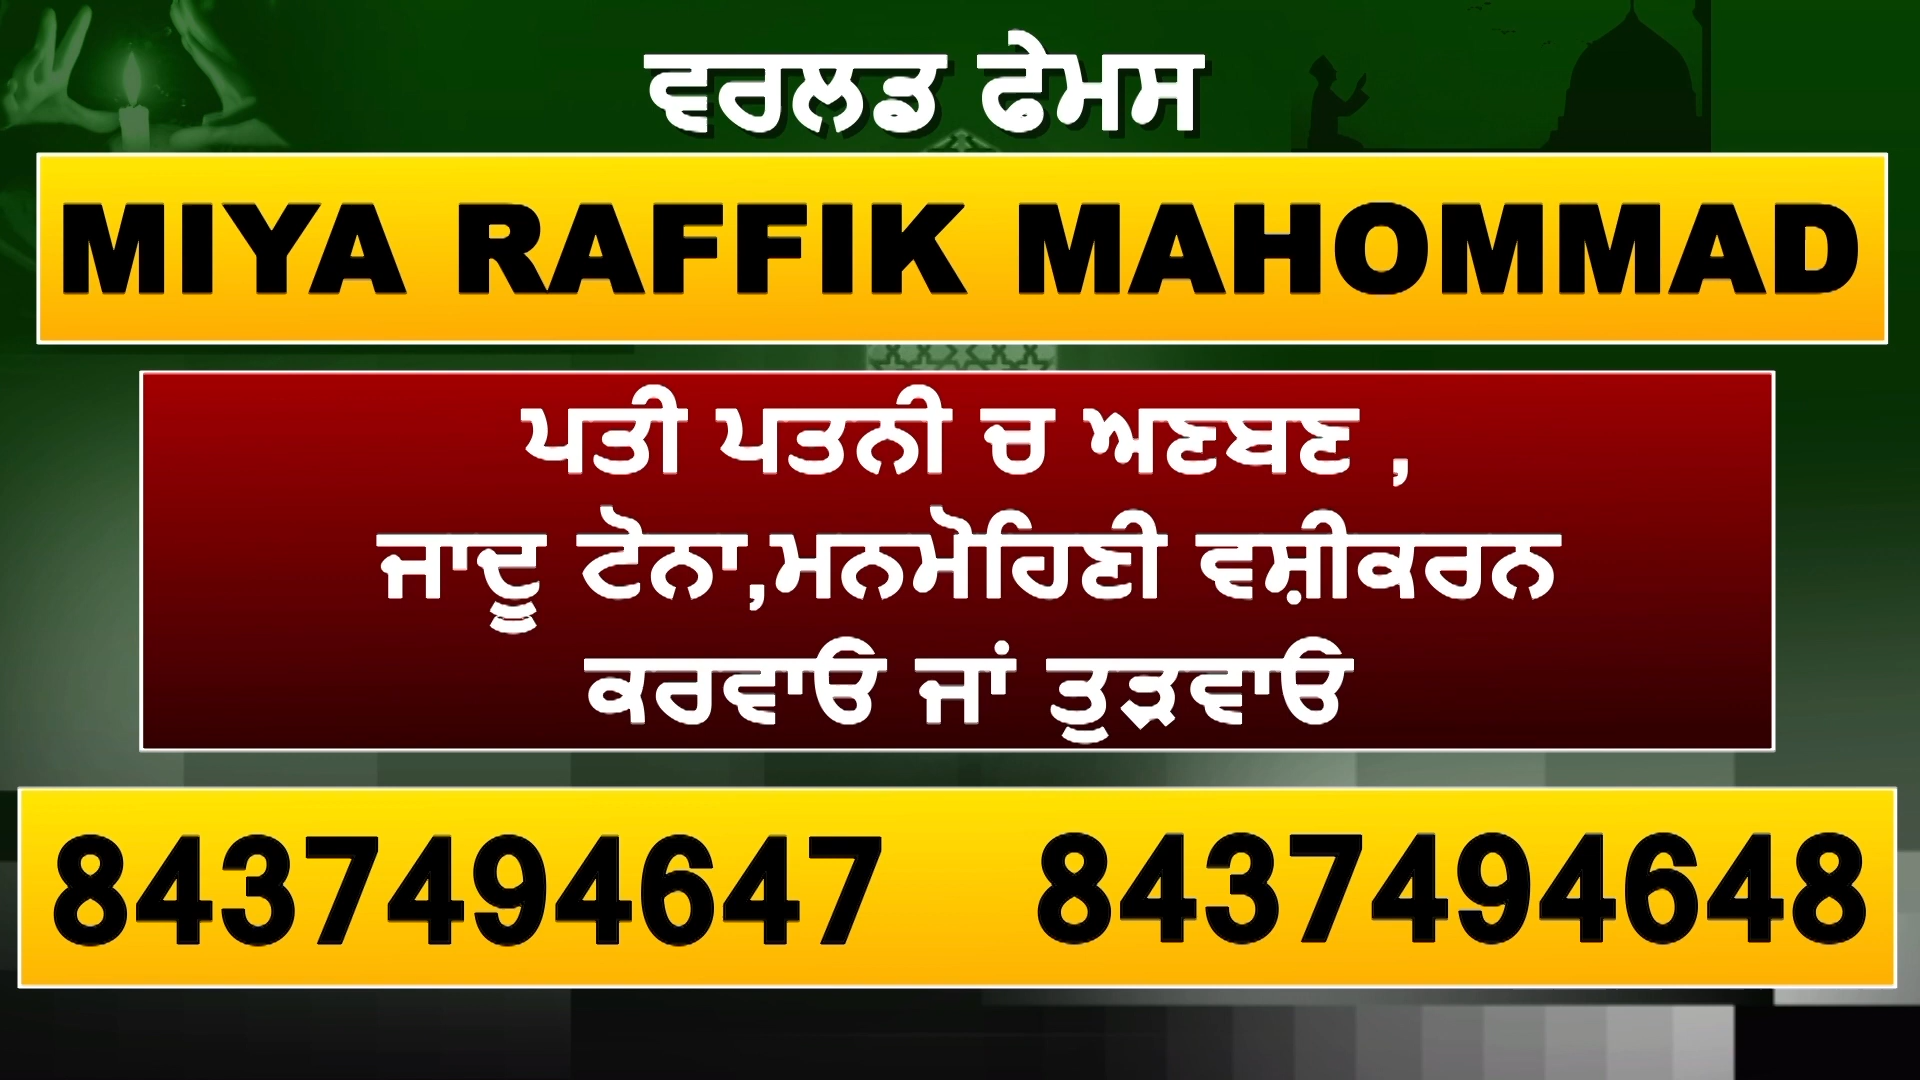 ਵਰਲਡ ਫੇਮਸ
MIYA RAFFIK MAHOMMAD
ਪਤੀ ਪਤਨੀ ਚ ਅਣਬਣ ,
ਜਾਦੂ ਟੋਨਾ,ਮਨਮੋਹਿਣੀ ਵਸ਼ੀਕਰਨ
ਕਰਵਾਓ ਜਾਂ ਤੁੜਵਾਓ
8437494647 8437494648